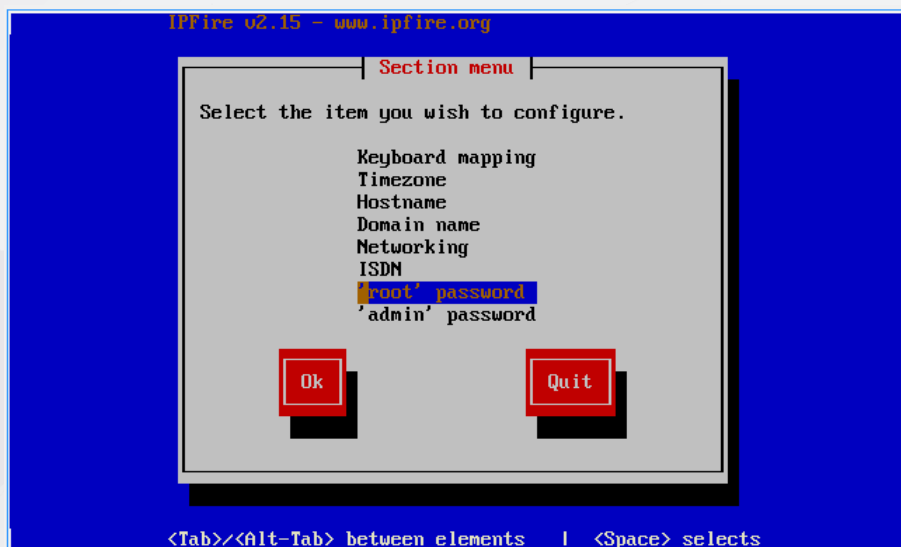 IPFire v2.15 - www.ipfire.org
Section menu
Select the item you wish to configure.
Keyboard mapping
Timezone
Hostname
Domain name
Networking
ISDN
'root' password
'admin' password
Ok Quit
<Tab>/<Alt-Tab> between elements | <Space> selects